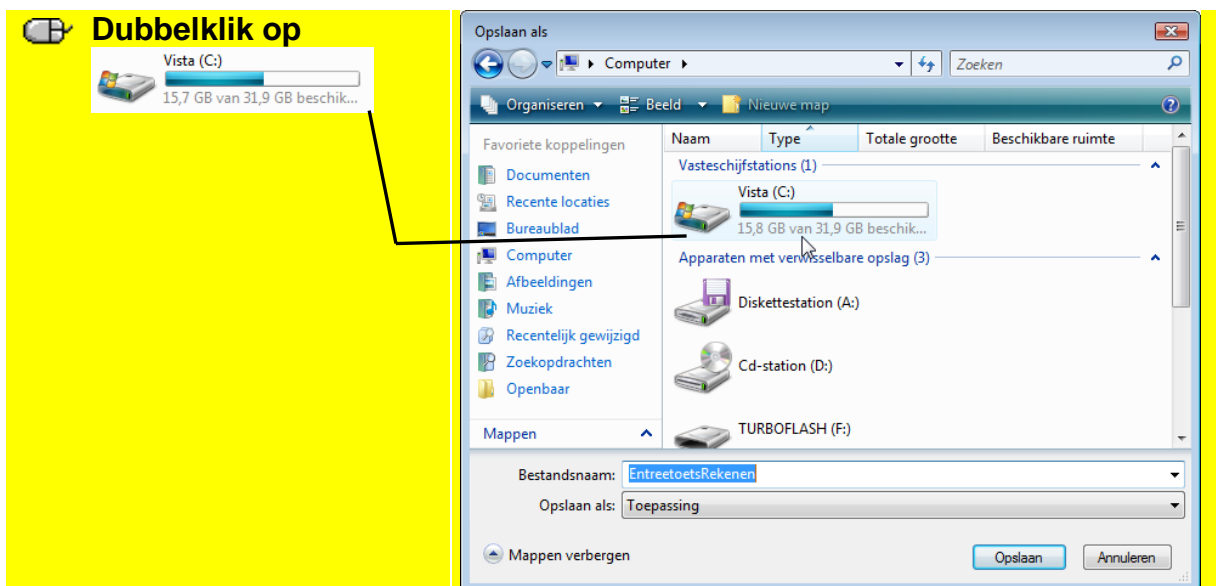 Dubbelklik op
Vista (C:)
15,7 GB van 31,9 GB beschik...
Opslaan als
Computer
Zoeken
Organiseren Beeld Nieuwe map
Favoriete koppelingen
Documenten
Recente locaties
Bureaublad
Computer
Afbeeldingen
Muziek
Recentelijk gewijzigd
Zoekopdrachten
Openbaar
Mappen
Naam Type Totale grootte Beschikbare ruimte
Vasteschijfstations (1)
Vista (C:)
15,8 GB van 31,9 GB beschik...
Apparaten met verwisselbare opslag (3)
Diskettestation (A:)
Cd-station (D:)
TURBOFLASH (F:)
Bestandsnaam: EntreetoetsRekenen
Opslaan als: Toepassing
Mappen verbergen
Opslaan Annuleren